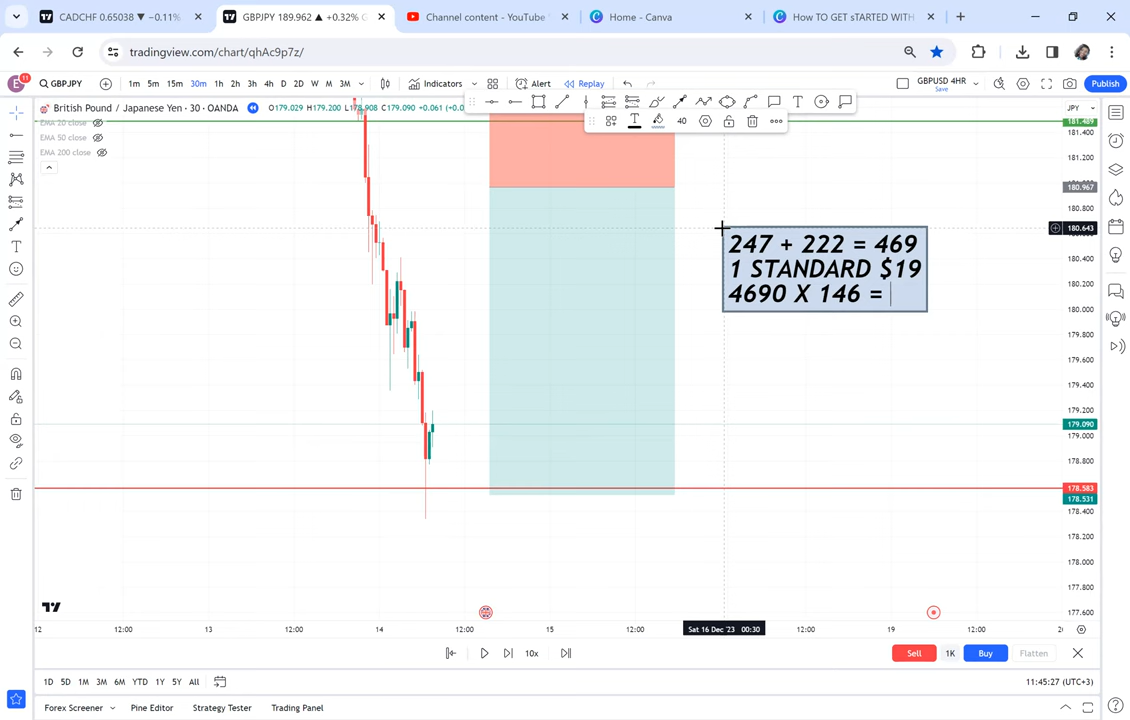 CADCHF 0.65038 ▼ −0.11%
GBPJPY 189.962 ▲ +0.32% G
Channel content - YouTube
Home - Canva
How TO GET sTARTED WITH
tradingview.com/chart/qhAc9p7z/
E 11 GBPJPY 1m 5m 15m 30m 1h 2h 3h 4h D 2D W M 3M Indicators Alert Replay GBPUSD 4HR Save Publish
British Pound / Japanese Yen · 30 · OANDA O179.029 H179.200 L178.908 C179.090 +0.061 (+0.0
JPY
EMA 20 close
EMA 50 close
EMA 200 close
40
181.489
181.400
181.200
180.967
180.800
180.643
180.400
180.200
180.000
179.800
179.600
179.400
179.200
179.090
179.000
178.800
178.583
178.531
178.400
178.200
178.000
177.800
177.600
247 + 222 = 469
1 STANDARD $19
4690 X 146 =
12 12:00 13 12:00 14 12:00 15 12:00 Sat 16 Dec '23 00:30 12:00 19 12:00
10x
Sell 1K Buy Flatten
1D 5D 1M 3M 6M YTD 1Y 5Y All
11:45:27 (UTC+3)
Forex Screener Pine Editor Strategy Tester Trading Panel